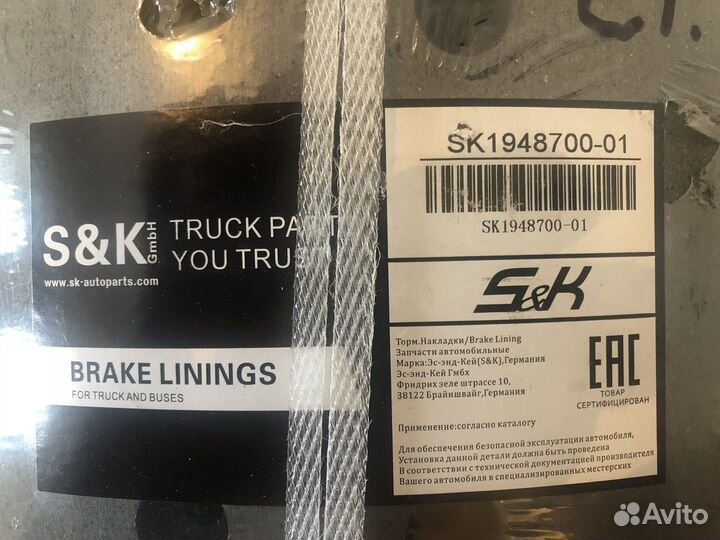 S&K GmbH
www.sk-autoparts.com
TRUCK PART
YOU TRUST
BRAKE LININGS
FOR TRUCK AND BUSES
SK1948700-01
SK1948700-01
S&K
Торм.Накладки/Brake Lining
Запчасти автомобильные
Марка:Эс-энд-Кей(S&K),Германия
Эс-энд-Кей Гмбх
Фридрих зеле штрассе 10,
38122 Брайншвайг,Германия
EAC
ТОВАР
СЕРТИФИЦИРОВАН
Применение:согласно каталогу
Для обеспечения безопасной эксплуатации автомобиля,
Установка данной детали должна быть проведена
В соответствии с технической документацией производителя
Вашего автомобиля в специализированных местерских
Avito